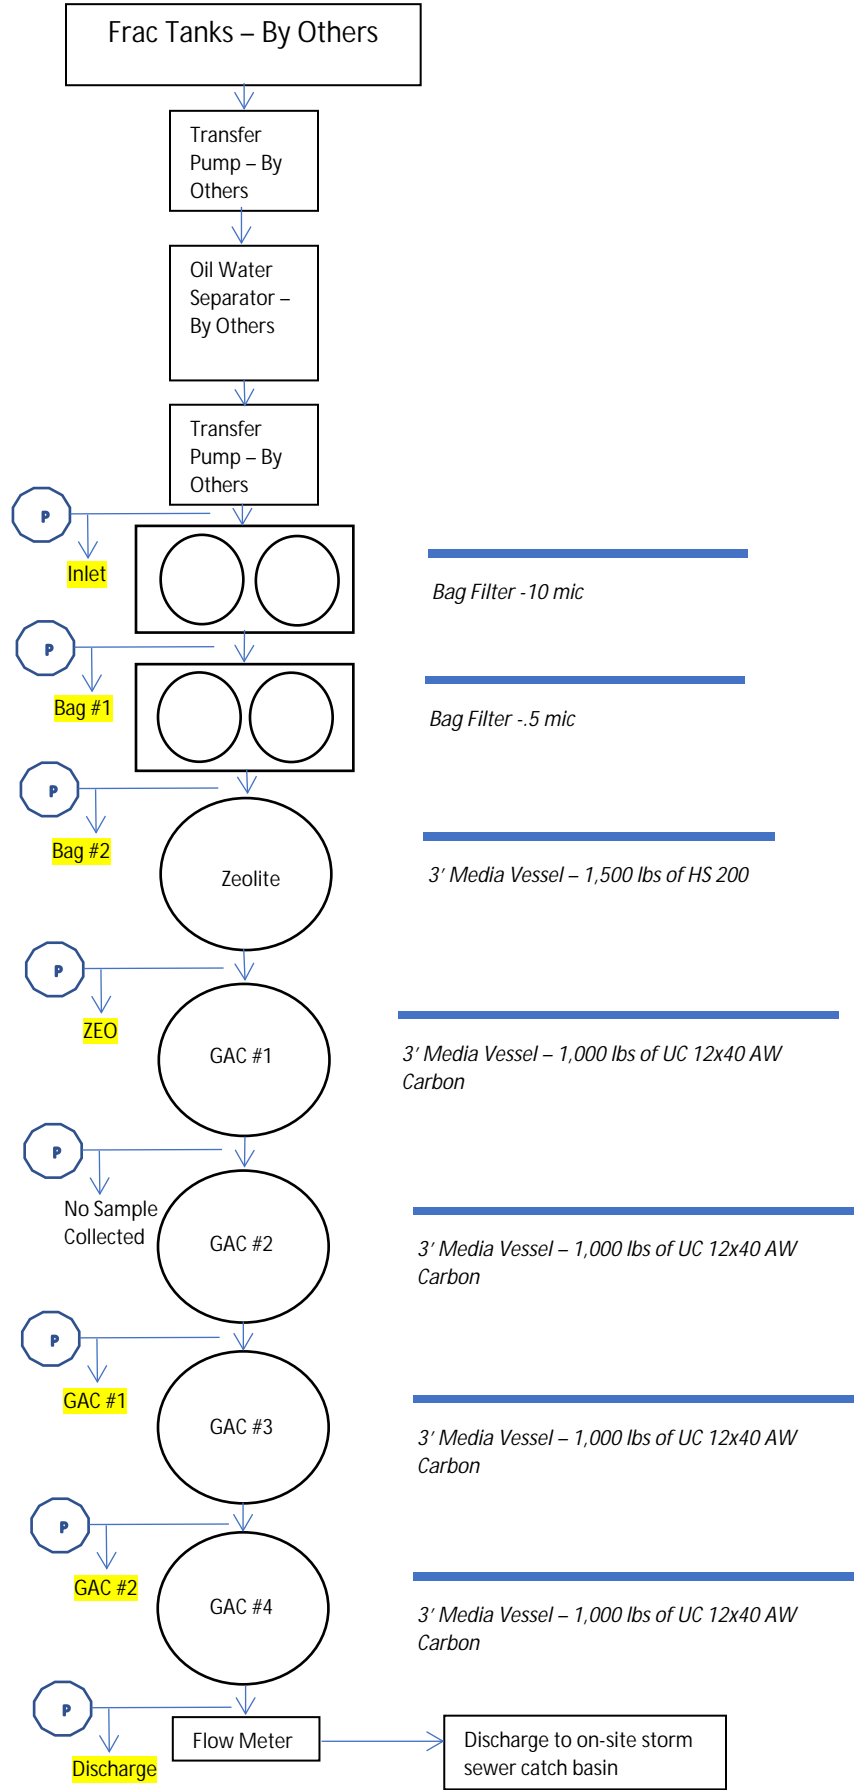 Frac Tanks – By Others
Transfer
Pump – By
Others
Oil Water
Separator –
By Others
Transfer
Pump – By
Others
P
Inlet
Bag Filter -10 mic
P
Bag #1
Bag Filter -.5 mic
P
Bag #2
Zeolite
3' Media Vessel – 1,500 lbs of HS 200
P
ZEO
GAC #1
3' Media Vessel – 1,000 lbs of UC 12x40 AW
Carbon
P
No Sample
Collected
GAC #2
3' Media Vessel – 1,000 lbs of UC 12x40 AW
Carbon
P
GAC #1
GAC #3
3' Media Vessel – 1,000 lbs of UC 12x40 AW
Carbon
P
GAC #2
GAC #4
3' Media Vessel – 1,000 lbs of UC 12x40 AW
Carbon
P
Discharge
Flow Meter
Discharge to on-site storm
sewer catch basin